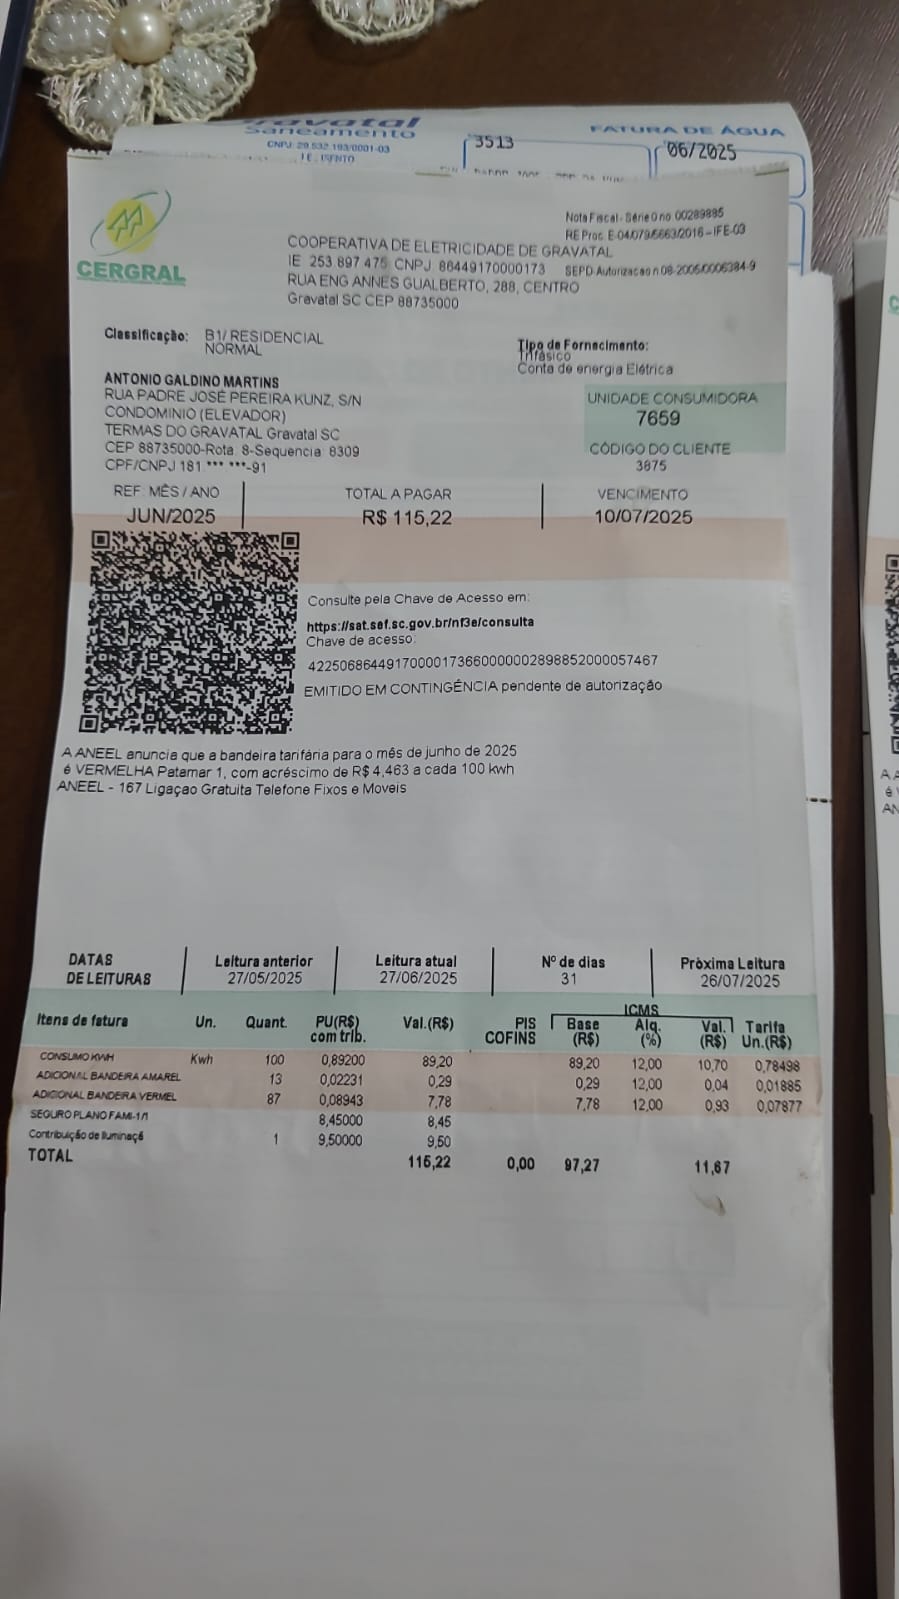 Gravatal
Saneamento
CNPJ: 29.532.193/0001-03
I.E.: ISENTO
3513
FATURA DE ÁGUA
06/2025
CERGRAL
Nota Fiscal - Série 0 no. 00289885
RE Proc. E-04/079/5663/2016 – IFE-03
COOPERATIVA DE ELETRICIDADE DE GRAVATAL
IE 253 897 475 CNPJ 86449170000173 SEPD Autorizacao n.08-2005/0006384-9
RUA ENG ANNES GUALBERTO, 288, CENTRO
Gravatal SC CEP 88735000
Classificação: B1/ RESIDENCIAL
NORMAL
Tipo de Fornecimento:
Trifásico
Conta de energia Elétrica
ANTONIO GALDINO MARTINS
RUA PADRE JOSÉ PEREIRA KUNZ, S/N
CONDOMINIO (ELEVADOR)
TERMAS DO GRAVATAL Gravatal SC
CEP 88735000-Rota: 8-Sequencia: 8309
CPF/CNPJ 181 *** ***-91
UNIDADE CONSUMIDORA
7659
CÓDIGO DO CLIENTE
3875
REF: MÊS / ANO TOTAL A PAGAR VENCIMENTO
JUN/2025 R$ 115,22 10/07/2025
Consulte pela Chave de Acesso em:
https://sat.sef.sc.gov.br/nf3e/consulta
Chave de acesso:
42250686449170000173660000002898852000057467
EMITIDO EM CONTINGÊNCIA pendente de autorização
A ANEEL anuncia que a bandeira tarifária para o mês de junho de 2025
é VERMELHA Patamar 1, com acréscimo de R$ 4,463 a cada 100 kwh
ANEEL - 167 Ligaçao Gratuita Telefone Fixos e Moveis
DATAS Leitura anterior Leitura atual Nº de dias Próxima Leitura
DE LEITURAS 27/05/2025 27/06/2025 31 26/07/2025
ICMS
Itens de fatura Un. Quant. PU(R$) Val.(R$) PIS Base Alq. Val. Tarifa
com trib. COFINS (R$) (%) (R$) Un.(R$)
CONSUMO KWH Kwh 100 0,89200 89,20 89,20 12,00 10,70 0,78498
ADICIONAL BANDEIRA AMAREL 13 0,02231 0,29 0,29 12,00 0,04 0,01885
ADICIONAL BANDEIRA VERMEL 87 0,08943 7,78 7,78 12,00 0,93 0,07877
SEGURO PLANO FAMI-1/1 8,45000 8,45
Contribuição de Iluminaçã 1 9,50000 9,50
TOTAL 115,22 0,00 97,27 11,67